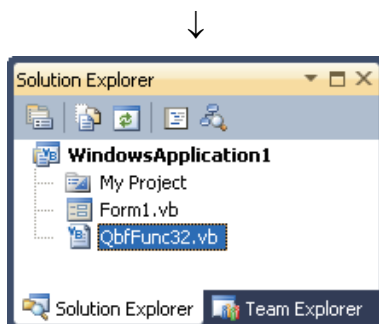 Solution Explorer
WindowsApplication1
My Project
Form1.vb
QbfFunc32.vb
Solution Explorer Team Explorer